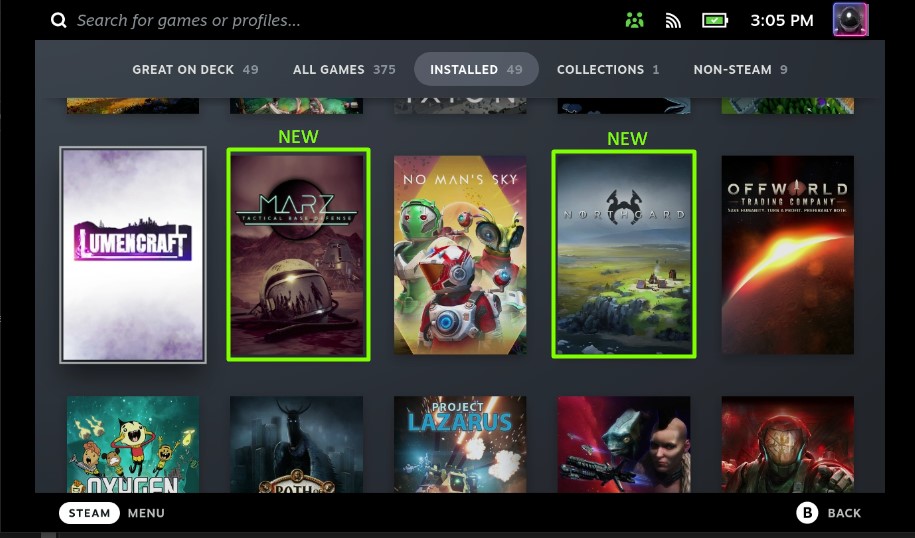 Search for games or profiles...
3:05 PM
GREAT ON DECK 49
ALL GAMES 375
INSTALLED 49
COLLECTIONS 1
NON-STEAM 9
IXION
NEW
NEW
LUMENCRAFT
MARZ
TACTICAL BASE DEFENSE
NO MAN'S SKY
NORTHGARD
OFFWORLD
TRADING COMPANY
PROJECT
LAZARUS
OXYGEN
STEAM MENU
B BACK